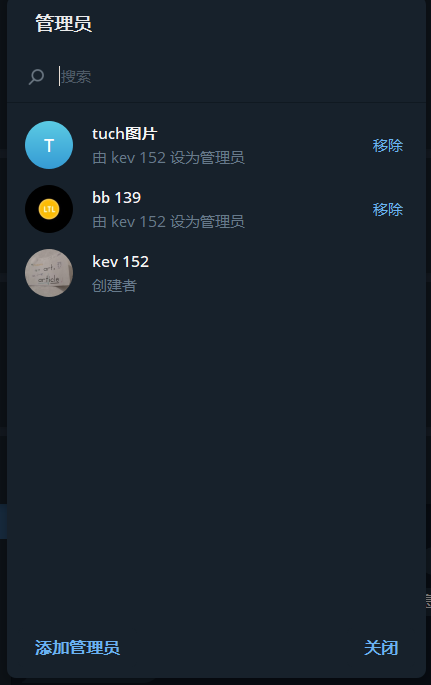 管理员
搜索
T
tuch图片
由 kev 152 设为管理员
移除
LTL
bb 139
由 kev 152 设为管理员
移除
article
kev 152
创建者
添加管理员
关闭